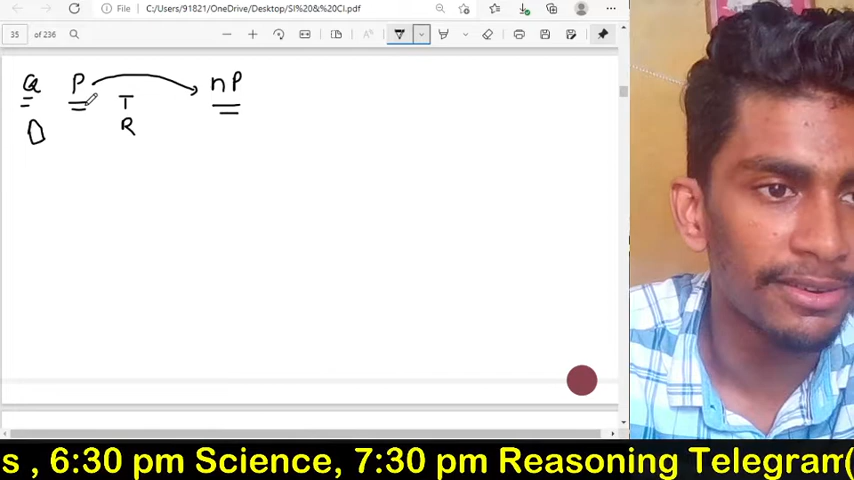 File
C:/Users/91821/OneDrive/Desktop/SI%20&%20CI.pdf
35 of 236
Q P nP
T
R
s , 6:30 pm Science, 7:30 pm Reasoning Telegram(